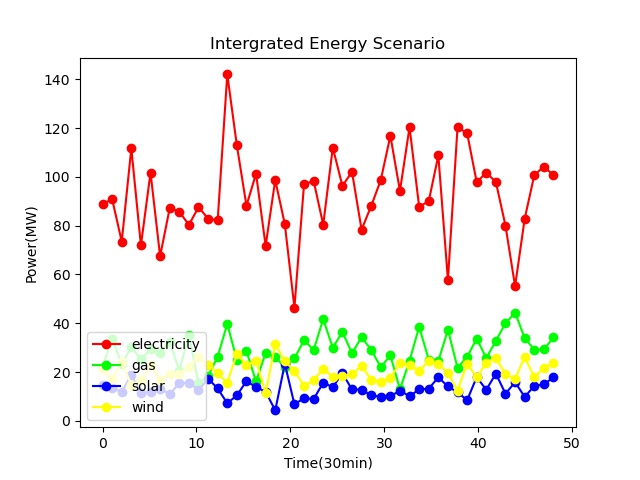 Intergrated Energy Scenario
Power(MW)
140
120
100
80
60
40
20
0
electricity
gas
solar
wind
0 10 20 30 40 50
Time(30min)